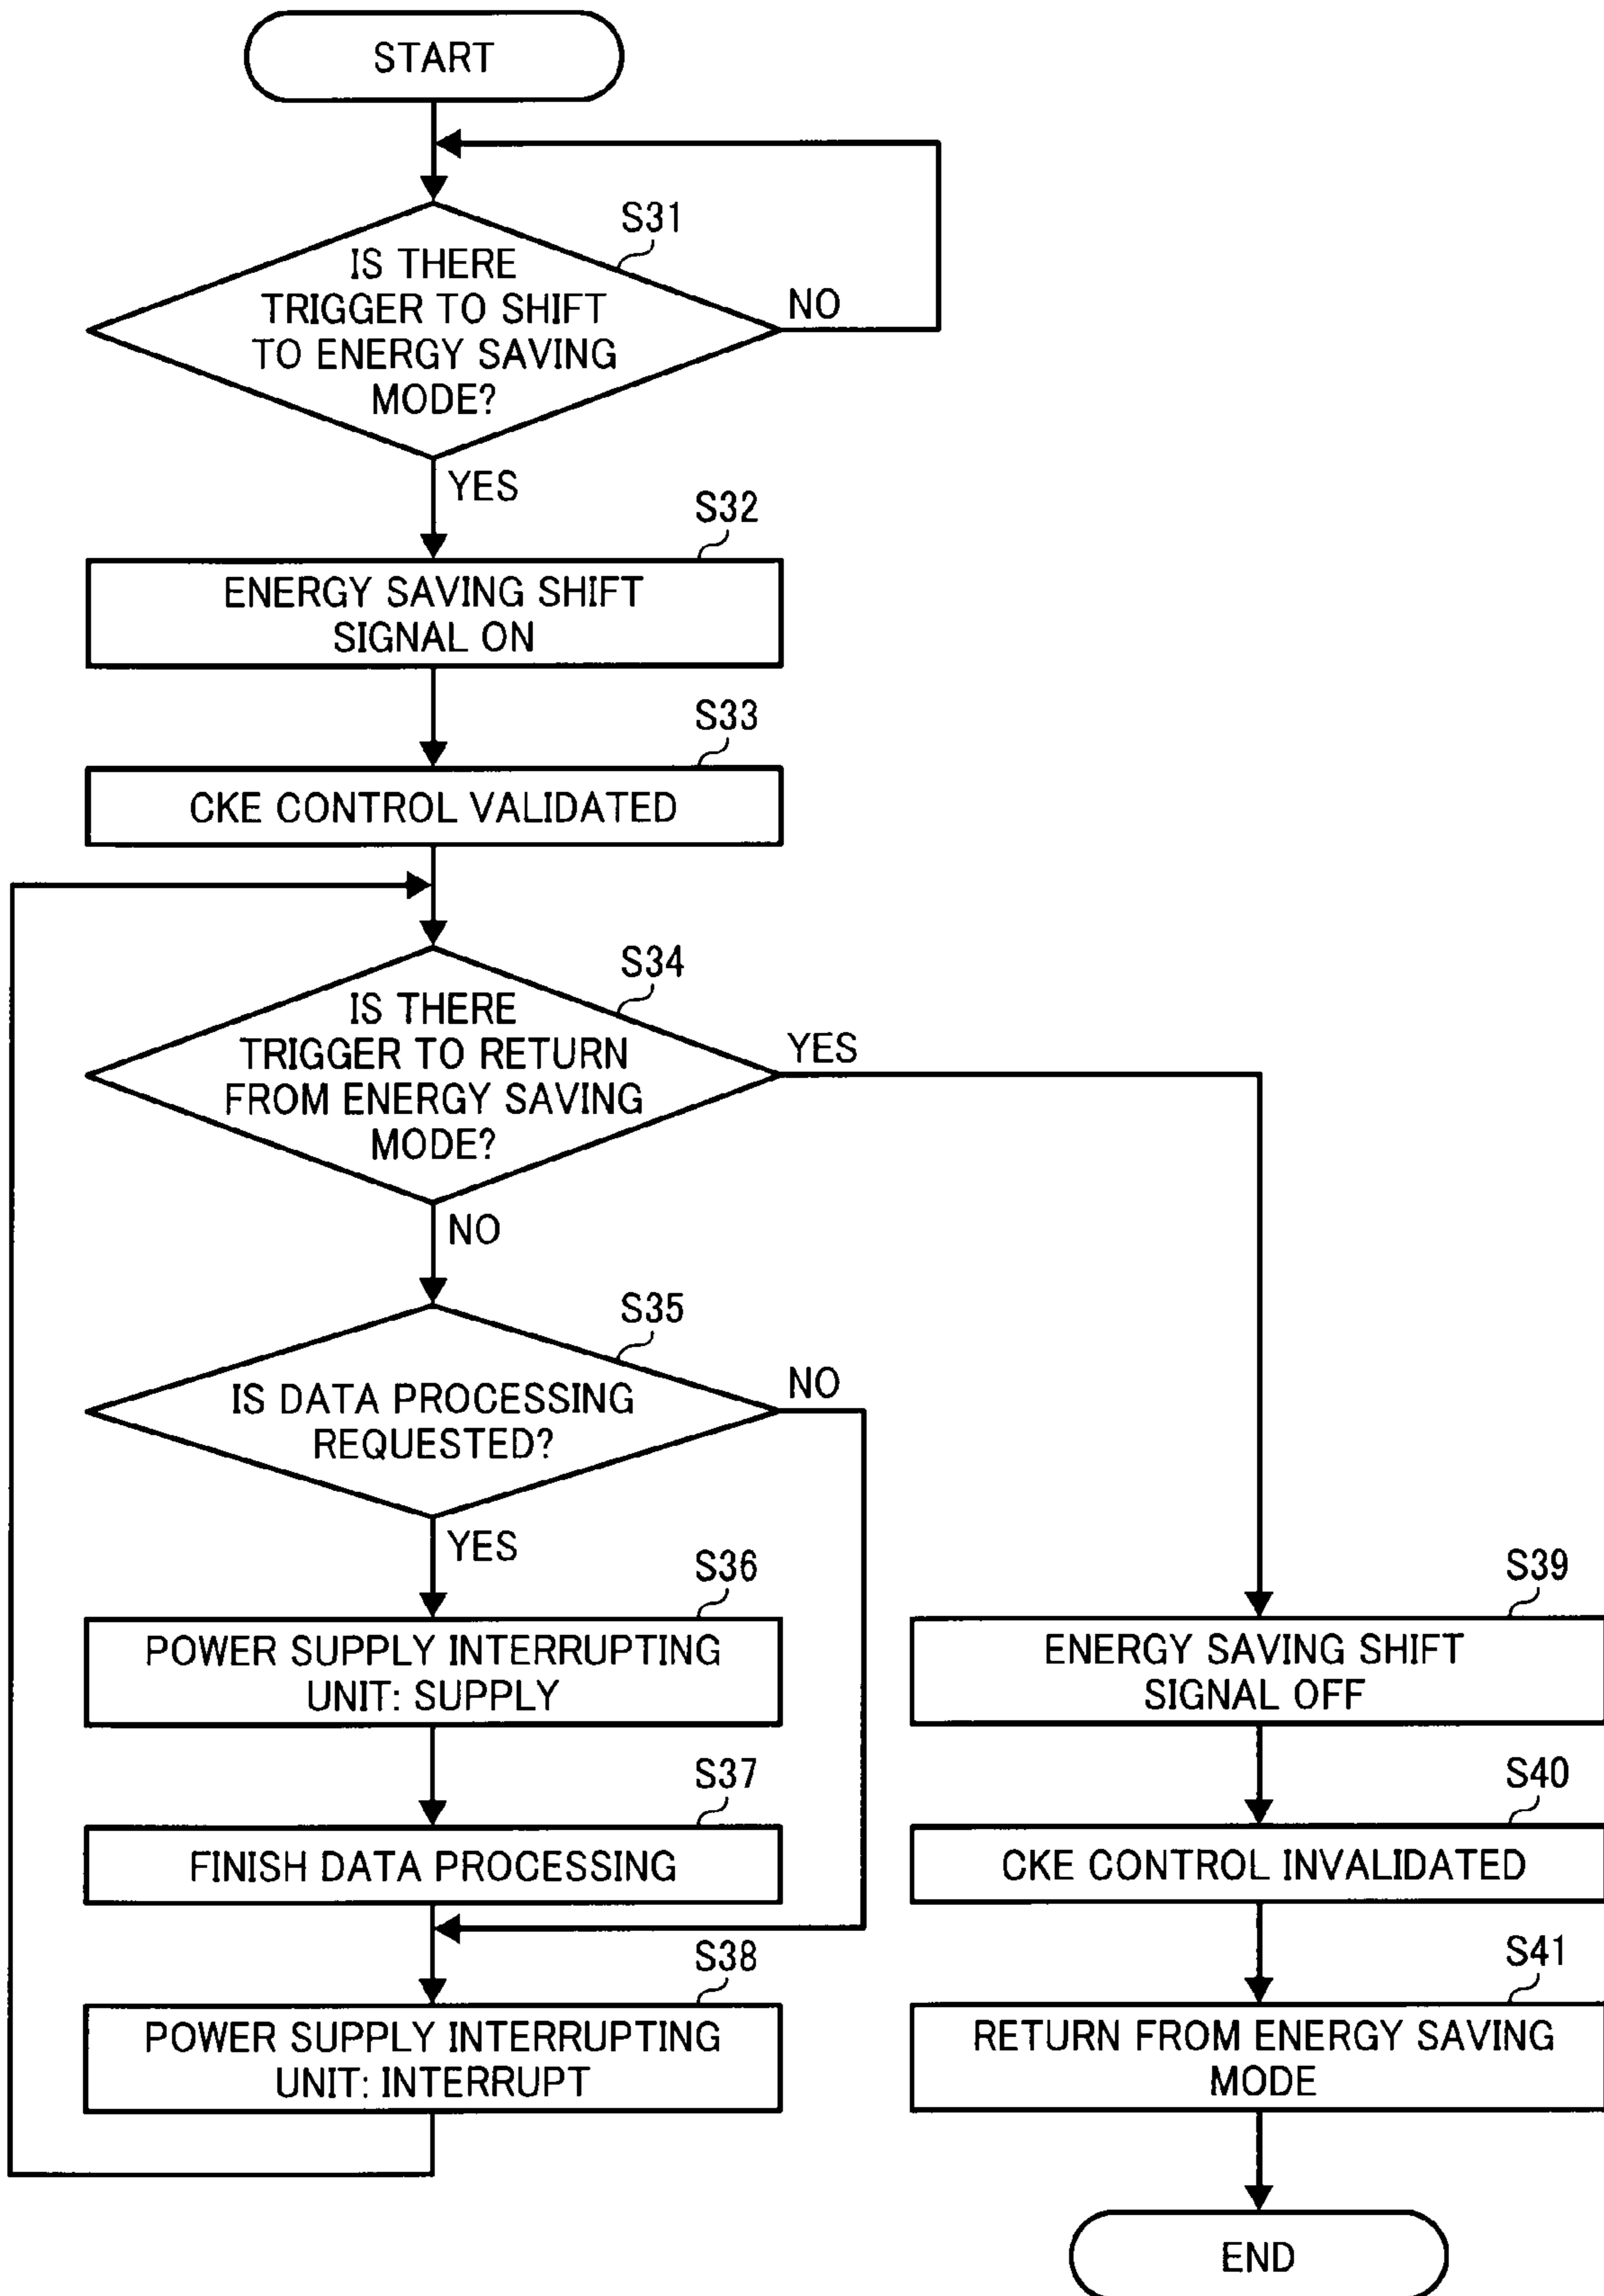 START
S31
IS THERE
TRIGGER TO SHIFT
TO ENERGY SAVING
MODE?
NO
YES
S32
ENERGY SAVING SHIFT
SIGNAL ON
S33
CKE CONTROL VALIDATED
S34
IS THERE
TRIGGER TO RETURN
FROM ENERGY SAVING
MODE?
YES
NO
S35
IS DATA PROCESSING
REQUESTED?
NO
YES
S36
POWER SUPPLY INTERRUPTING
UNIT: SUPPLY
S37
FINISH DATA PROCESSING
S38
POWER SUPPLY INTERRUPTING
UNIT: INTERRUPT
S39
ENERGY SAVING SHIFT
SIGNAL OFF
S40
CKE CONTROL INVALIDATED
S41
RETURN FROM ENERGY SAVING
MODE
END